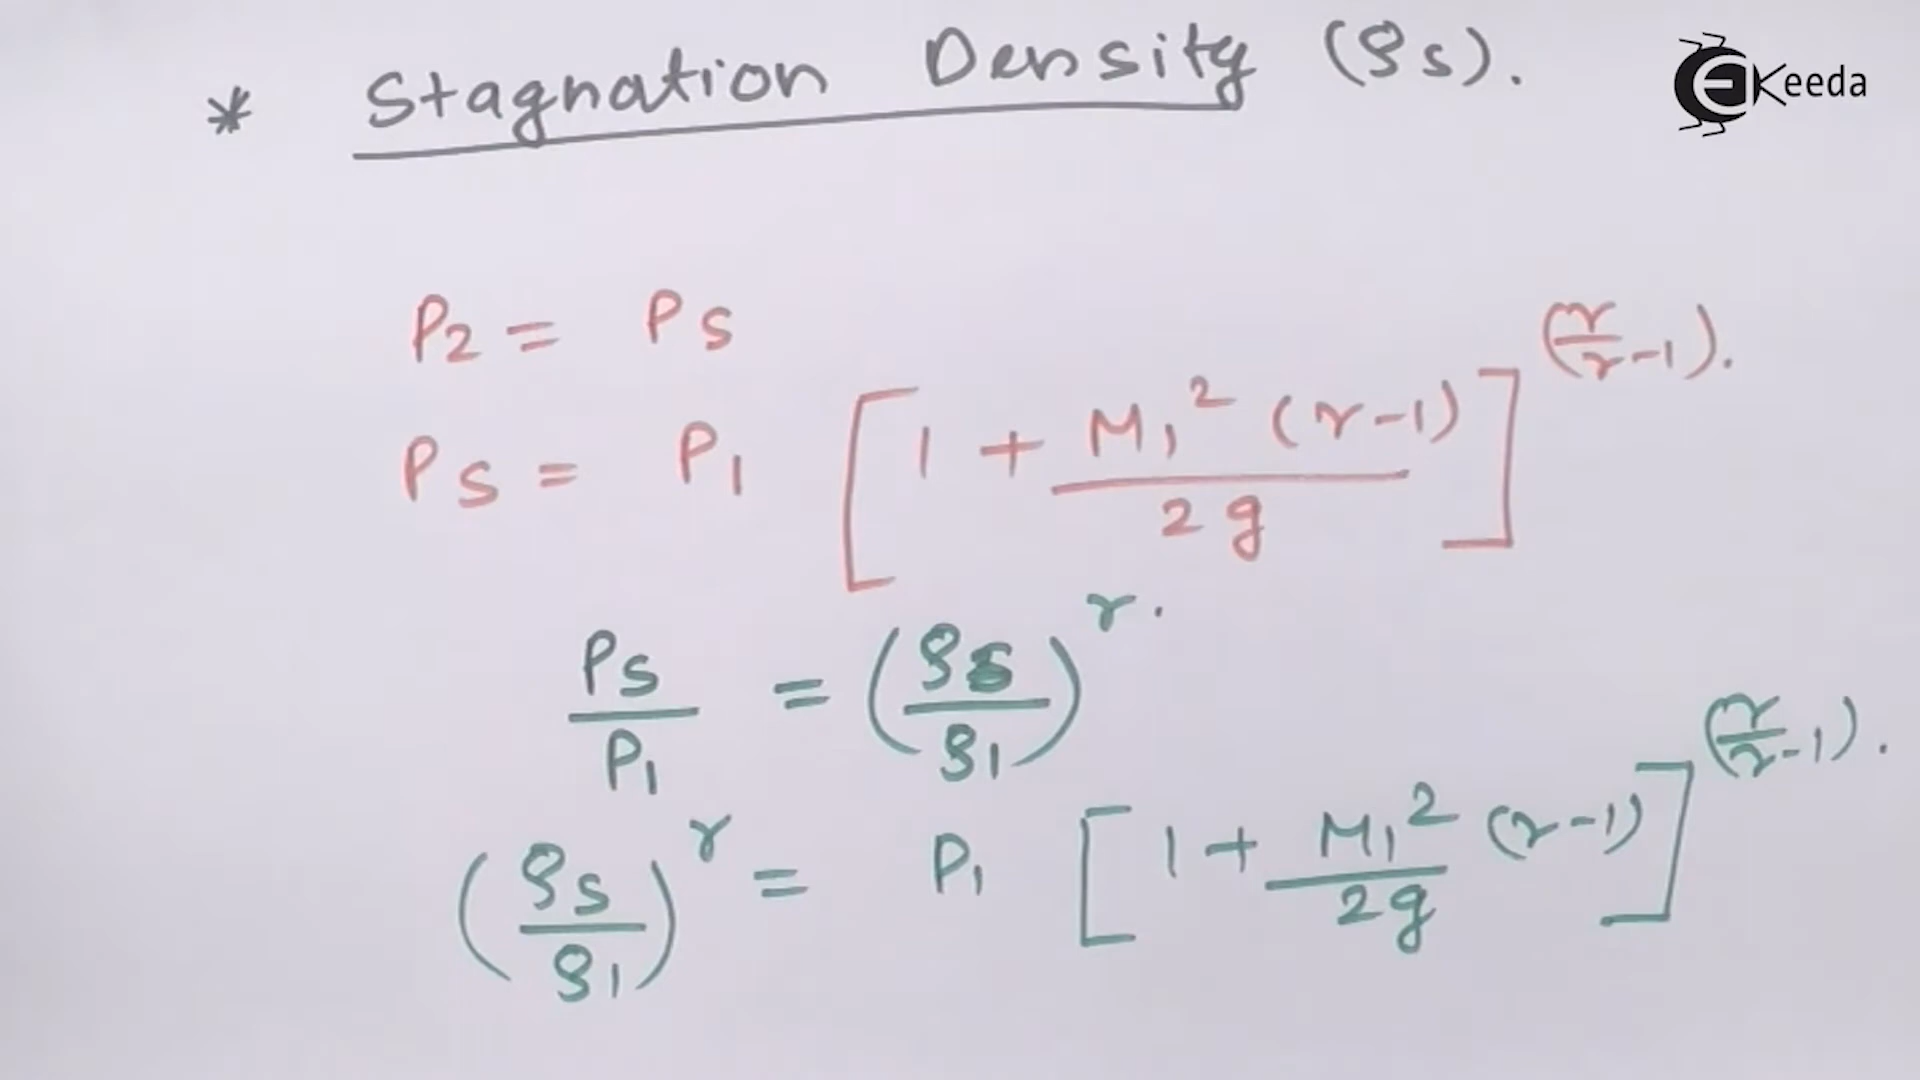 * Stagnation Density (ρs).
EKeeda
P2 = Ps
Ps = P1 [1 + M1² (γ-1) / 2g]^(γ/γ-1).
Ps/P1 = (ρs/ρ1)^γ.
(ρs/ρ1)^γ = P1 [1 + M1² (γ-1) / 2g]^(γ/γ-1).